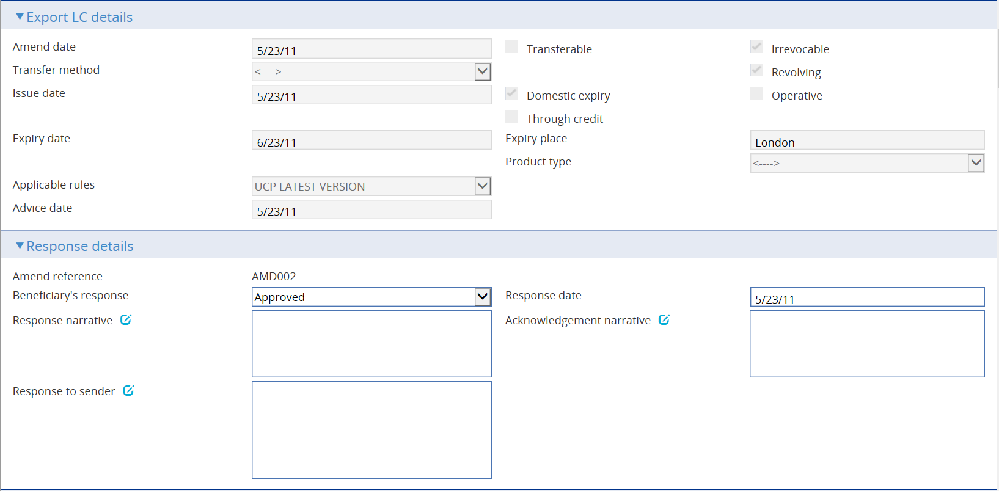 Export LC details
Amend date 5/23/11 Transferable Irrevocable
Transfer method <----> Revolving
Issue date 5/23/11 Domestic expiry Operative
Through credit
Expiry date 6/23/11 Expiry place London
Product type <---->
Applicable rules UCP LATEST VERSION
Advice date 5/23/11
Response details
Amend reference AMD002
Beneficiary's response Approved Response date 5/23/11
Response narrative Acknowledgement narrative
Response to sender